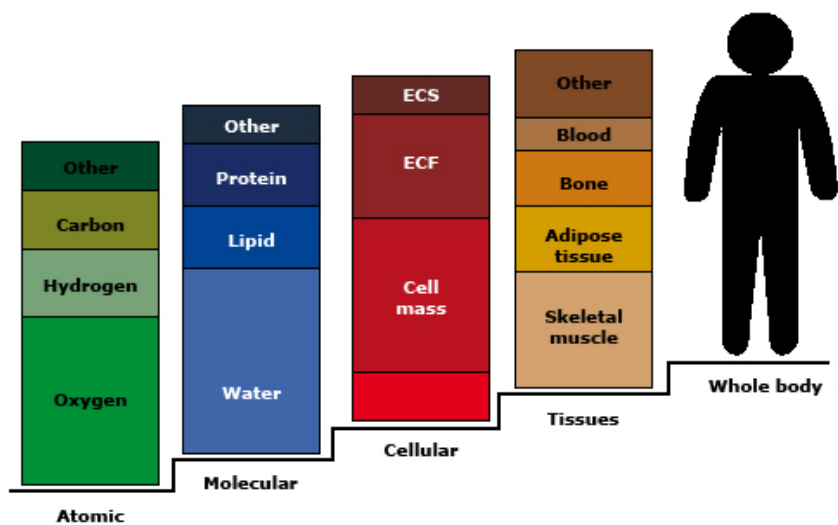 Other
Carbon
Hydrogen
Oxygen
Atomic
Other
Protein
Lipid
Water
Molecular
ECS
ECF
Cell
mass
Cellular
Other
Blood
Bone
Adipose
tissue
Skeletal
muscle
Tissues
Whole body